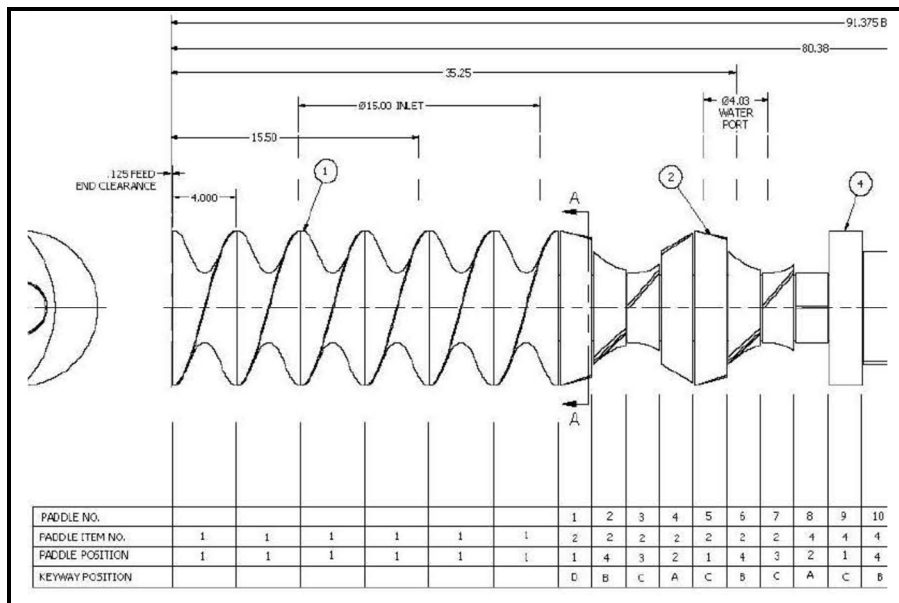 91.375 B
80.38
35.25
Ø15.00 INLET
Ø4.03
WATER
PORT
15.50
.125 FEED
END CLEARANCE
4.000
1
2
4
A
A
PADDLE NO. 1 2 3 4 5 6 7 8 9 10
PADDLE ITEM NO. 1 1 1 1 1 1 2 2 2 2 2 2 2 4 4 4
PADDLE POSITION 1 1 1 1 1 1 1 4 3 2 1 4 3 2 1 4
KEYWAY POSITION D B C A C B C A C B